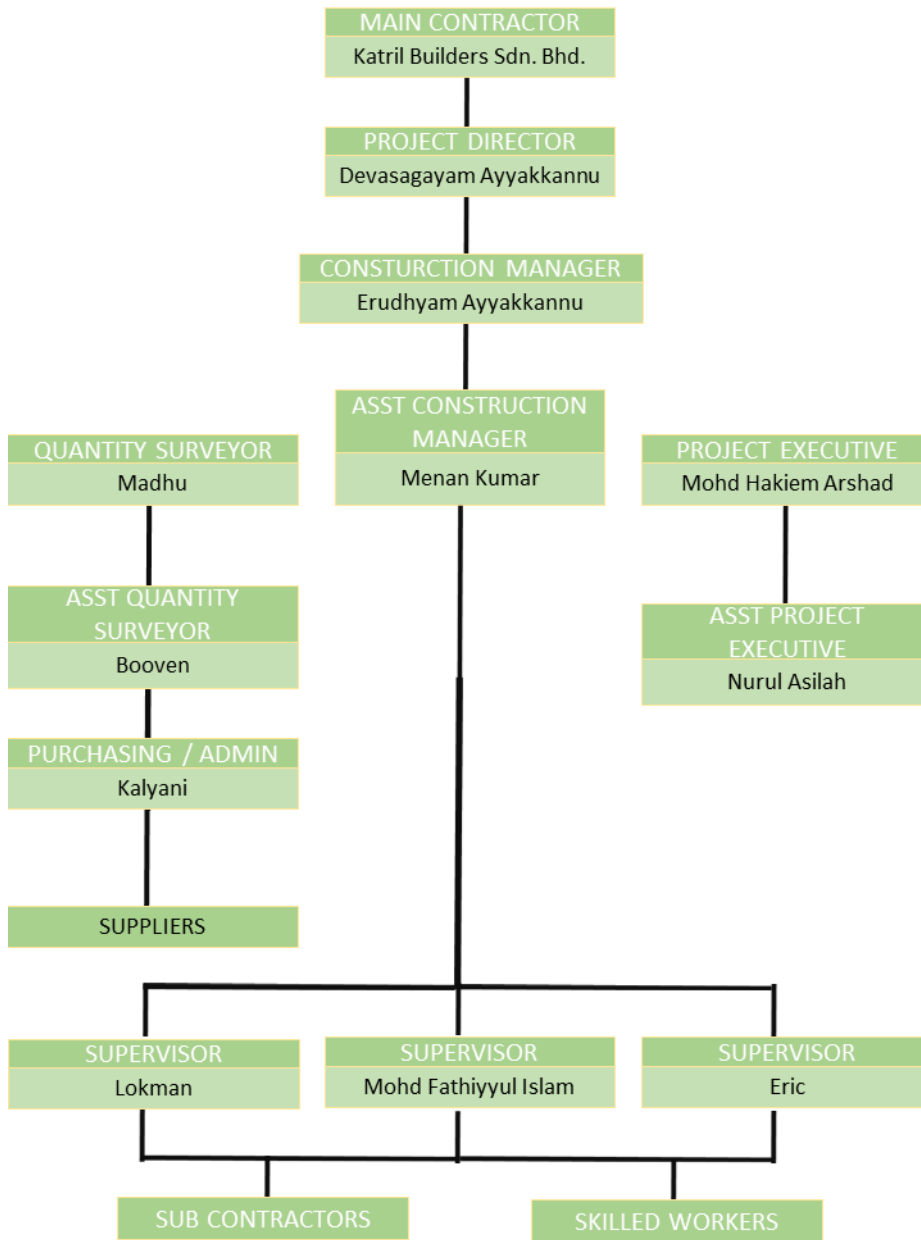 MAIN CONTRACTOR
Katril Builders Sdn. Bhd.
PROJECT DIRECTOR
Devasagayam Ayyakkannu
CONSTURCTION MANAGER
Erudhyam Ayyakkannu
ASST CONSTRUCTION
MANAGER
Menan Kumar
QUANTITY SURVEYOR
Madhu
PROJECT EXECUTIVE
Mohd Hakiem Arshad
ASST QUANTITY
SURVEYOR
Booven
ASST PROJECT
EXECUTIVE
Nurul Asilah
PURCHASING / ADMIN
Kalyani
SUPPLIERS
SUPERVISOR
Lokman
SUPERVISOR
Mohd Fathiyyul Islam
SUPERVISOR
Eric
SUB CONTRACTORS
SKILLED WORKERS